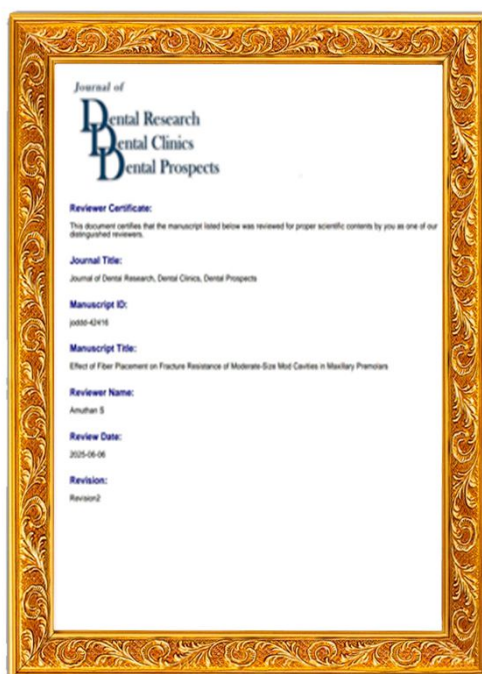 Journal of
Dental Research
Dental Clinics
Dental Prospects
Reviewer Certificate:
This document certifies that the manuscript listed below was reviewed for proper scientific contents by you as one of our
distinguished reviewers.
Journal Title:
Journal of Dental Research, Dental Clinics, Dental Prospects
Manuscript ID:
joddd-42416
Manuscript Title:
Effect of Fiber Placement on Fracture Resistance of Moderate-Size Mod Cavities in Maxillary Premolars
Reviewer Name:
Amuthan S
Review Date:
2025-06-06
Revision:
Revision2